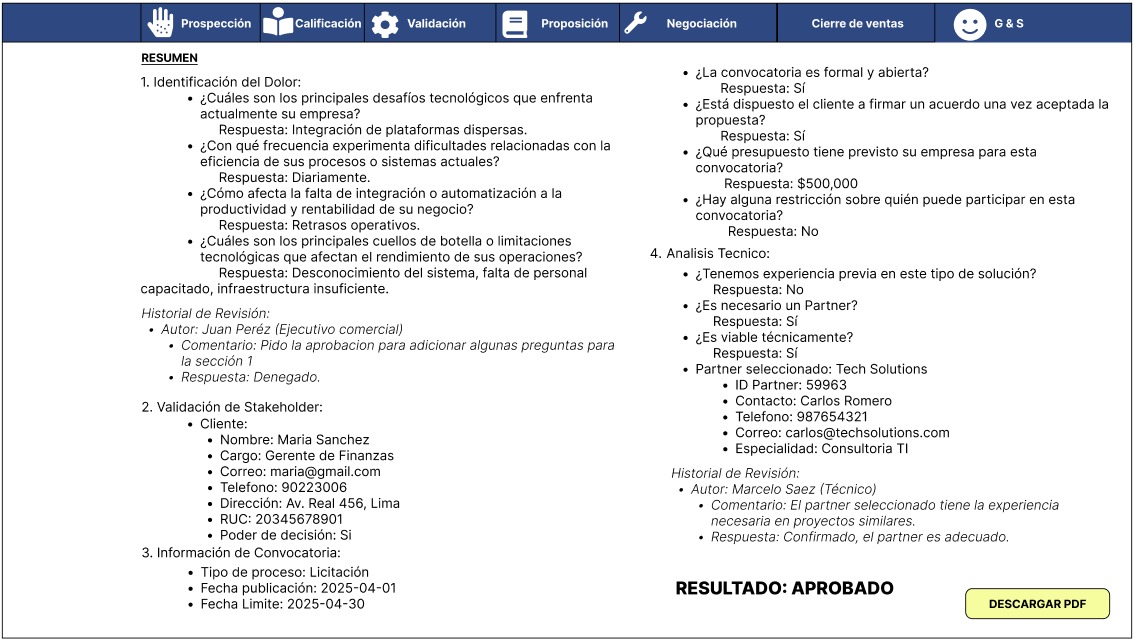 Prospección
Calificación
Validación
Proposición
Negociación
Cierre de ventas
G & S
RESUMEN
1. Identificación del Dolor:
• ¿Cuáles son los principales desafíos tecnológicos que enfrenta
actualmente su empresa?
Respuesta: Integración de plataformas dispersas.
• ¿Con qué frecuencia experimenta dificultades relacionadas con la
eficiencia de sus procesos o sistemas actuales?
Respuesta: Diariamente.
• ¿Cómo afecta la falta de integración o automatización a la
productividad y rentabilidad de su negocio?
Respuesta: Retrasos operativos.
• ¿Cuáles son los principales cuellos de botella o limitaciones
tecnológicas que afectan el rendimiento de sus operaciones?
Respuesta: Desconocimiento del sistema, falta de personal
capacitado, infraestructura insuficiente.
Historial de Revisión:
• Autor: Juan Peréz (Ejecutivo comercial)
• Comentario: Pido la aprobacion para adicionar algunas preguntas para
la sección 1
• Respuesta: Denegado.
2. Validación de Stakeholder:
• Cliente:
• Nombre: Maria Sanchez
• Cargo: Gerente de Finanzas
• Correo: maria@gmail.com
• Telefono: 90223006
• Dirección: Av. Real 456, Lima
• RUC: 20345678901
• Poder de decisión: Si
3. Información de Convocatoria:
• Tipo de proceso: Licitación
• Fecha publicación: 2025-04-01
• Fecha Limite: 2025-04-30
• ¿La convocatoria es formal y abierta?
Respuesta: Sí
• ¿Está dispuesto el cliente a firmar un acuerdo una vez aceptada la
propuesta?
Respuesta: Sí
• ¿Qué presupuesto tiene previsto su empresa para esta
convocatoria?
Respuesta: $500,000
• ¿Hay alguna restricción sobre quién puede participar en esta
convocatoria?
Respuesta: No
4. Analisis Tecnico:
• ¿Tenemos experiencia previa en este tipo de solución?
Respuesta: No
• ¿Es necesario un Partner?
Respuesta: Sí
• ¿Es viable técnicamente?
Respuesta: Sí
• Partner seleccionado: Tech Solutions
• ID Partner: 59963
• Contacto: Carlos Romero
• Telefono: 987654321
• Correo: carlos@techsolutions.com
• Especialidad: Consultoria TI
Historial de Revisión:
• Autor: Marcelo Saez (Técnico)
• Comentario: El partner seleccionado tiene la experiencia
necesaria en proyectos similares.
• Respuesta: Confirmado, el partner es adecuado.
RESULTADO: APROBADO
DESCARGAR PDF